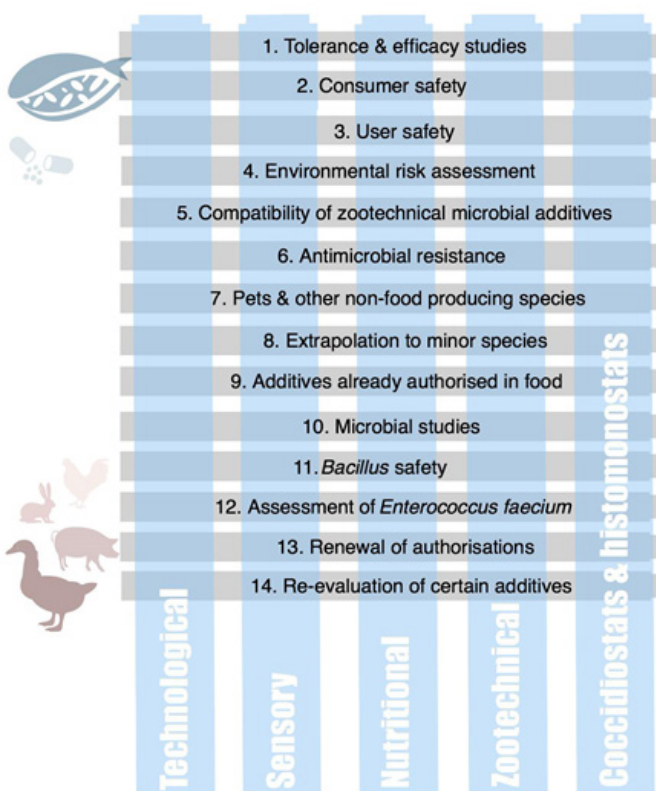 1. Tolerance & efficacy studies
2. Consumer safety
3. User safety
4. Environmental risk assessment
5. Compatibility of zootechnical microbial additives
6. Antimicrobial resistance
7. Pets & other non-food producing species
8. Extrapolation to minor species
9. Additives already authorised in food
10. Microbial studies
11. Bacillus safety
12. Assessment of Enterococcus faecium
13. Renewal of authorisations
14. Re-evaluation of certain additives
Technological
Sensory
Nutritional
Zootechnical
Coccidiostats & histomonostats